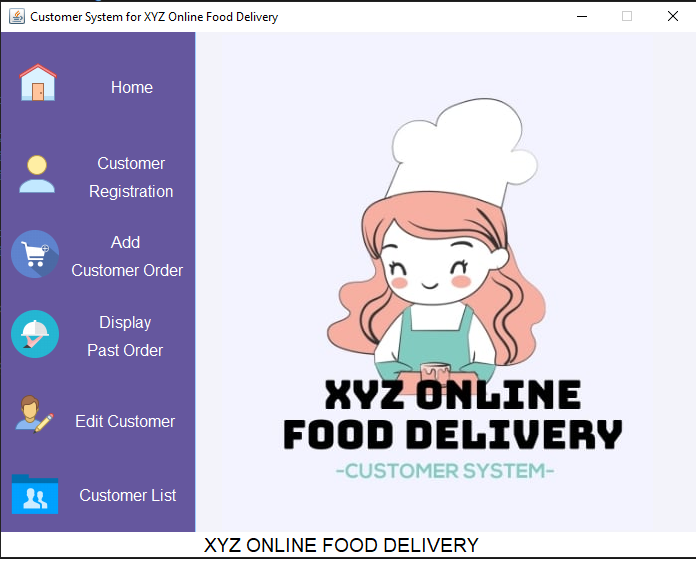 Customer System for XYZ Online Food Delivery
Home
Customer
Registration
Add
Customer Order
Display
Past Order
Edit Customer
Customer List
XYZ ONLINE
FOOD DELIVERY
-CUSTOMER SYSTEM-
XYZ ONLINE FOOD DELIVERY